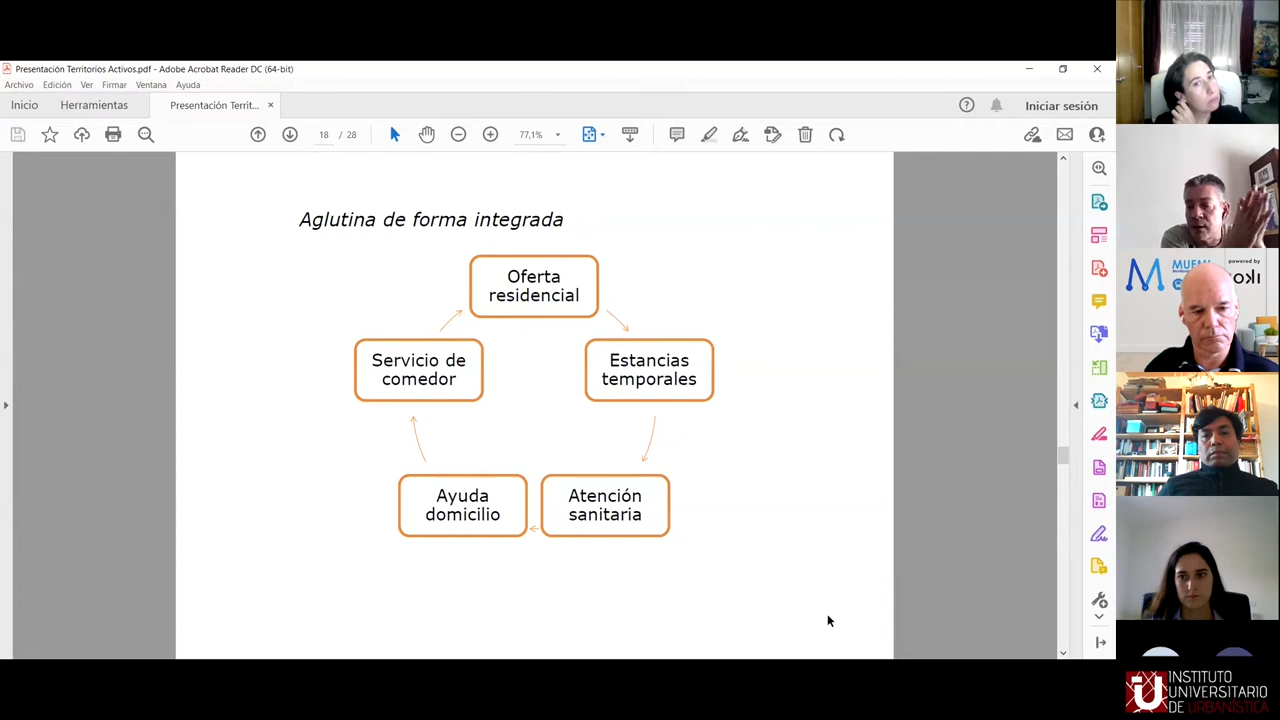 Presentación Territorios Activos.pdf - Adobe Acrobat Reader DC (64-bit)
Archivo Edición Ver Firmar Ventana Ayuda
Inicio Herramientas Presentación Territ... Iniciar sesión
18 / 28 77,1%
Aglutina de forma integrada
Oferta
residencial
Servicio de
comedor
Estancias
temporales
Ayuda
domicilio
Atención
sanitaria
powered by
INSTITUTO
UNIVERSITARIO
DE URBANÍSTICA